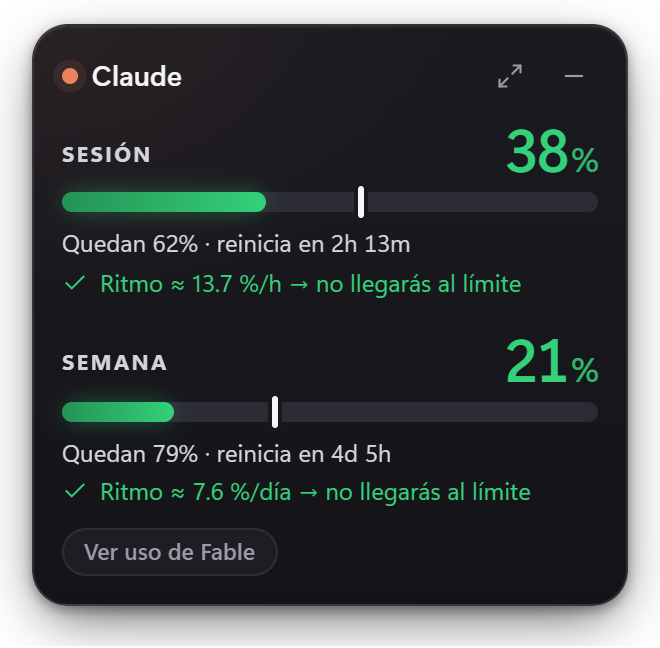 Claude
SESIÓN 38%
Quedan 62% · reinicia en 2h 13m
✓ Ritmo ≈ 13.7 %/h → no llegarás al límite
SEMANA 21%
Quedan 79% · reinicia en 4d 5h
✓ Ritmo ≈ 7.6 %/día → no llegarás al límite
Ver uso de Fable